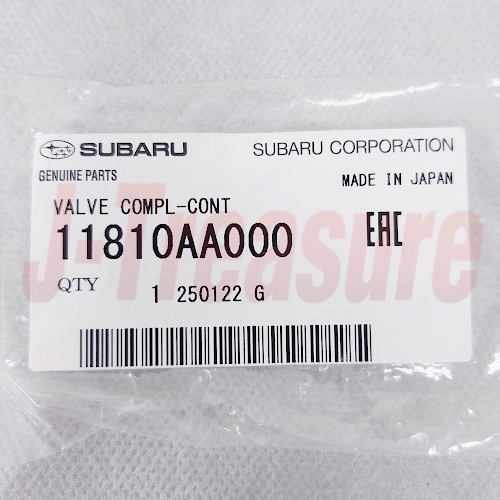 SUBARU SUBARU CORPORATION
GENUINE PARTS
MADE IN JAPAN
VALVE COMPL-CONT
11810AA000 EAC
J-Treasure
QTY 1 250122 G